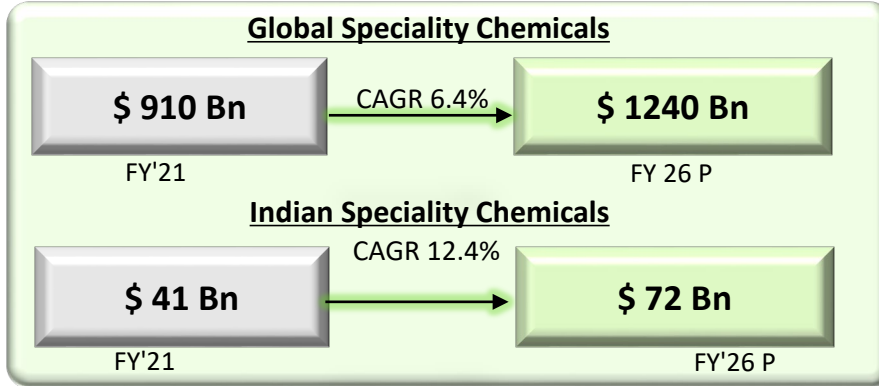 Global Speciality Chemicals
$ 910 Bn
CAGR 6.4%
$ 1240 Bn
FY'21
FY 26 P
Indian Speciality Chemicals
CAGR 12.4%
$ 41 Bn
$ 72 Bn
FY'21
FY'26 P